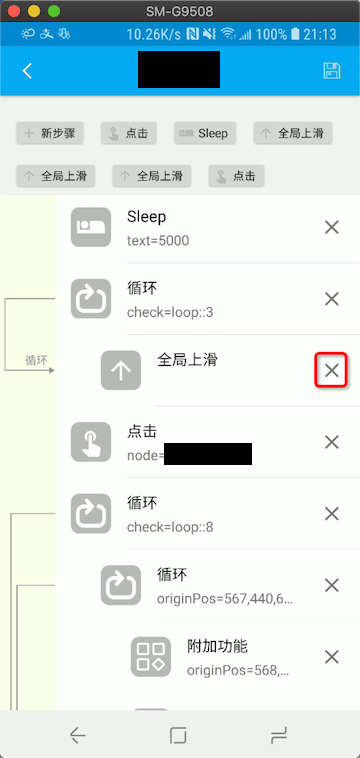 SM-G9508
10.26K/s 100% 21:13
新步骤 点击 Sleep 全局上滑
全局上滑 全局上滑 点击
Sleep
text=5000
循环
check=loop::3
循环
全局上滑
点击
node=
循环
check=loop::8
循环
originPos=567,440,6...
附加功能
originPos=568,...